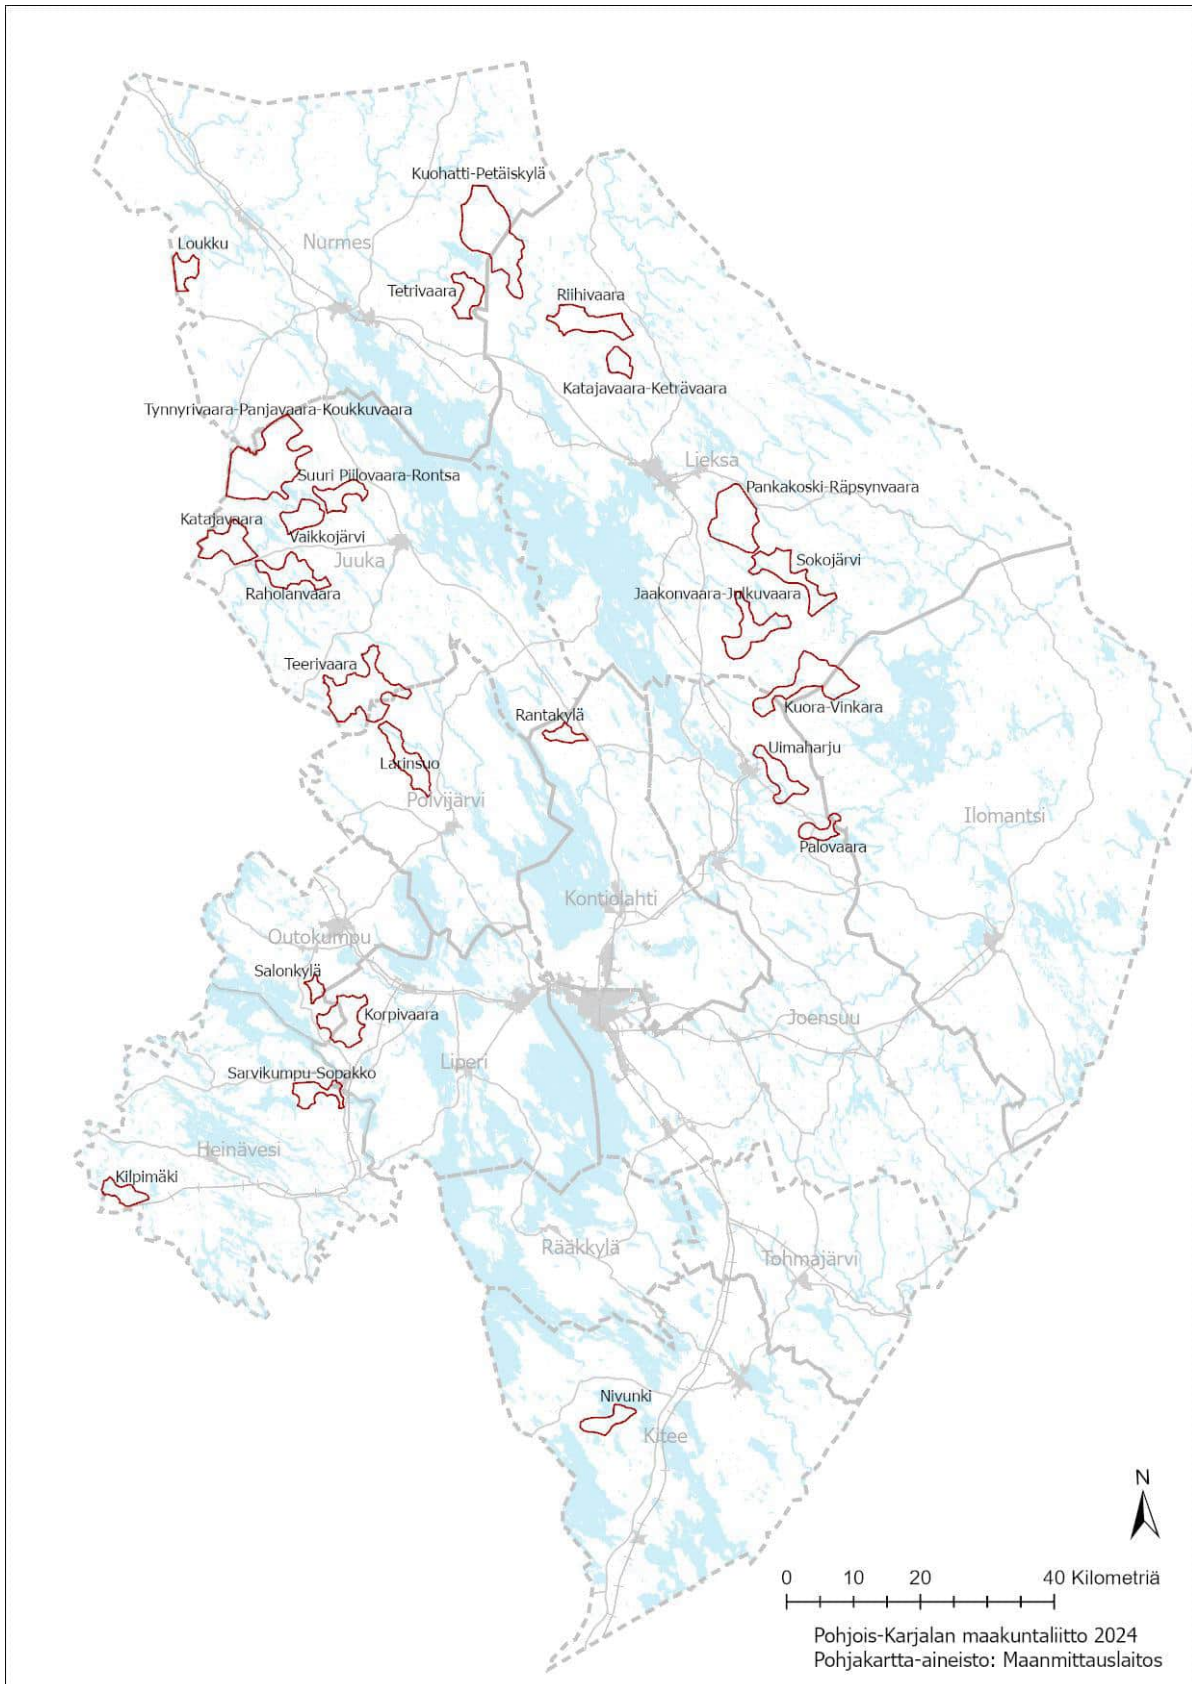 Kuohatti-Petäiskylä
Loukku
Nurmes
Tetrivaara
Riihivaara
Katajavaara-Keträvaara
Tynnyrivaara-Panjavaara-Koukkuvaara
Lieksa
Suuri Piilovaara-Rontsa
Pankakoski-Räpsynvaara
Katajavaara
Vaikkojärvi
Juuka
Sokojärvi
Raholanvaara
Jaakonvaara-Julkuvaara
Teerivaara
Rantakylä
Kuora-Vinkara
Uimaharju
Larinsuo
Polvijärvi
Ilomantsi
Palovaara
Kontiolahti
Outokumpu
Salonkylä
Korpivaara
Joensuu
Liperi
Sarvikumpu-Sopakko
Heinävesi
Kilpimäki
Rääkkylä
Tohmajärvi
Nivunki
Kitee
N
0 10 20 40 Kilometriä
Pohjois-Karjalan maakuntaliitto 2024
Pohjakartta-aineisto: Maanmittauslaitos